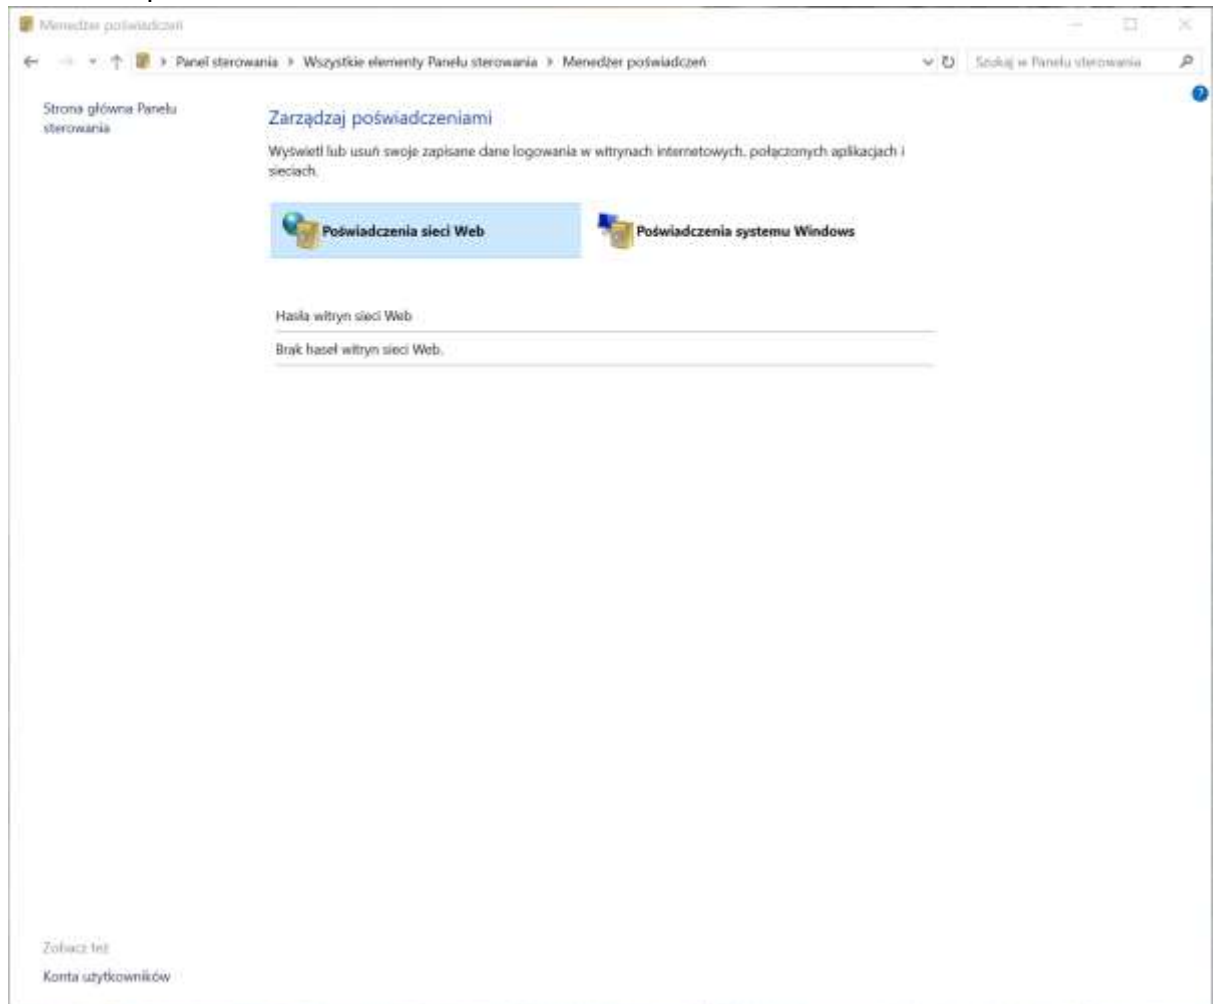 Menedżer poświadczeń
Panel sterowania
Wszystkie elementy Panelu sterowania
Menedżer poświadczeń
Szukaj w Panelu sterowania
Strona główna Panelu
sterowania
Zarządzaj poświadczeniami
Wyświetl lub usuń swoje zapisane dane logowania w witrynach internetowych, połączonych aplikacjach i
sieciach.
Poświadczenia sieci Web
Poświadczenia systemu Windows
Hasła witryn sieci Web
Brak haseł witryn sieci Web.
Zobacz też
Konta użytkowników